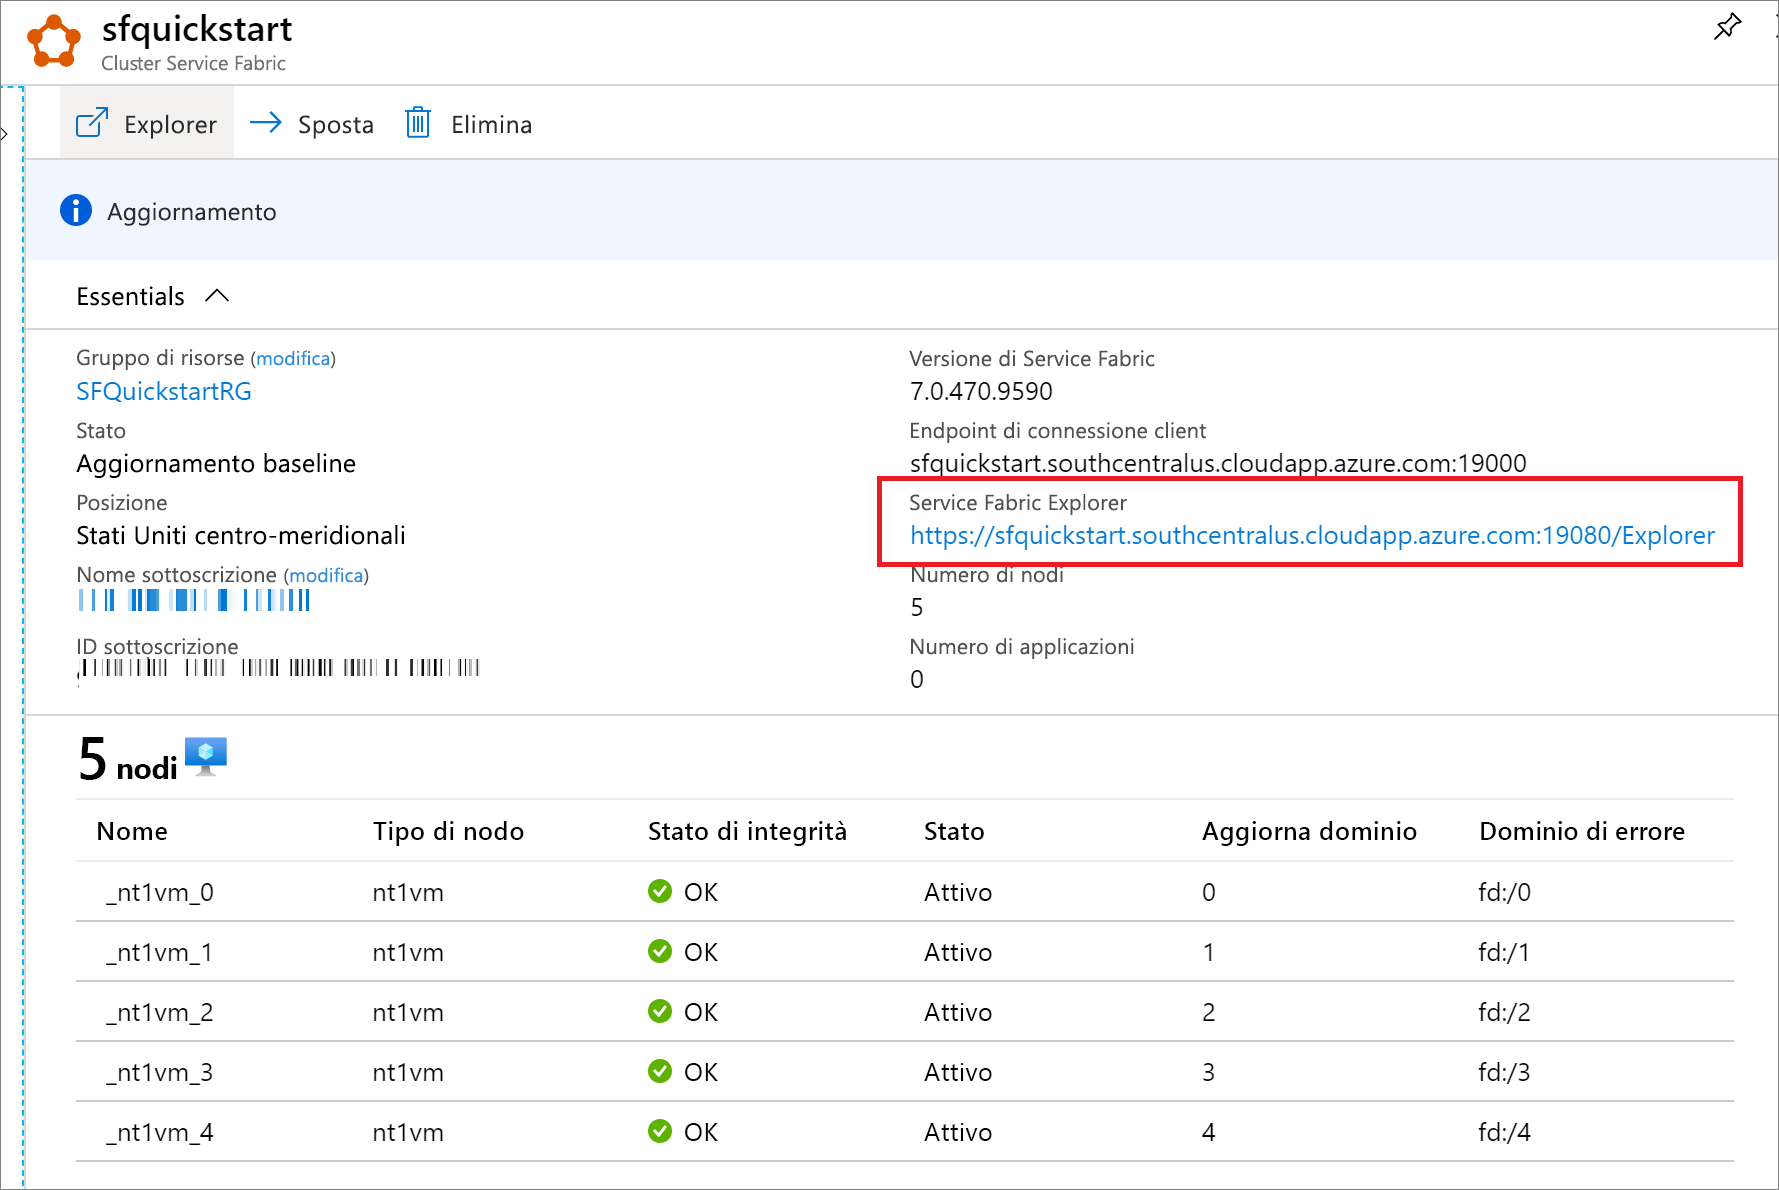 sfquickstart
Cluster Service Fabric
Explorer Sposta Elimina
Aggiornamento
Essentials
Gruppo di risorse (modifica)
SFQuickstartRG
Stato
Aggiornamento baseline
Posizione
Stati Uniti centro-meridionali
Nome sottoscrizione (modifica)
ID sottoscrizione
Versione di Service Fabric
7.0.470.9590
Endpoint di connessione client
sfquickstart.southcentralus.cloudapp.azure.com:19000
Service Fabric Explorer
https://sfquickstart.southcentralus.cloudapp.azure.com:19080/Explorer
Numero di nodi
5
Numero di applicazioni
0
5 nodi
Nome Tipo di nodo Stato di integrità Stato Aggiorna dominio Dominio di errore
_nt1vm_0 nt1vm OK Attivo 0 fd:/0
_nt1vm_1 nt1vm OK Attivo 1 fd:/1
_nt1vm_2 nt1vm OK Attivo 2 fd:/2
_nt1vm_3 nt1vm OK Attivo 3 fd:/3
_nt1vm_4 nt1vm OK Attivo 4 fd:/4